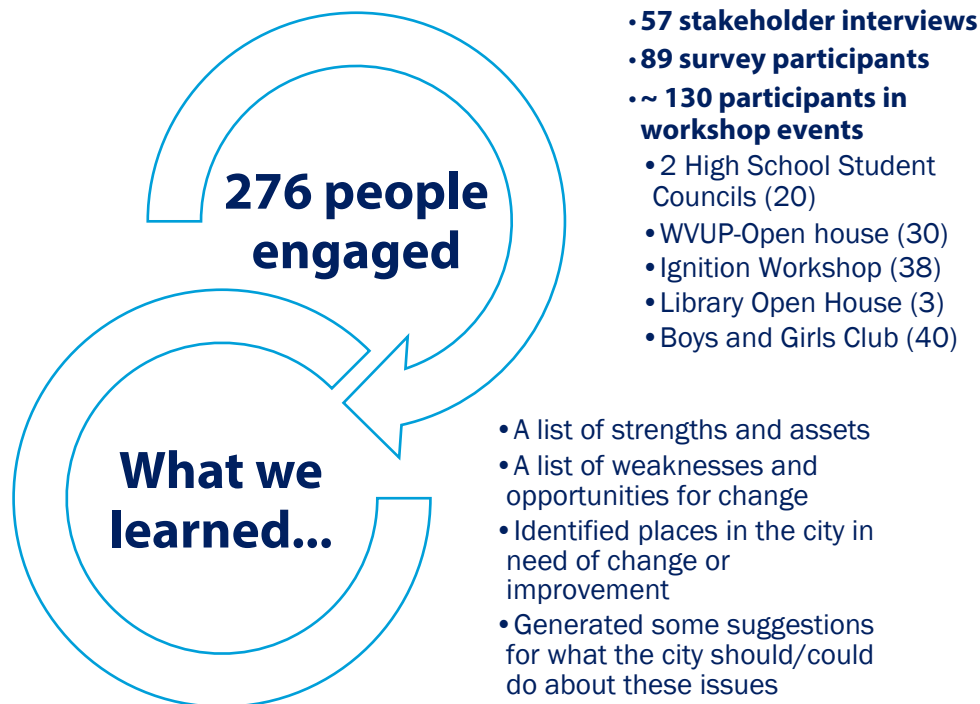 276 people
engaged
• 57 stakeholder interviews
• 89 survey participants
• ~ 130 participants in
workshop events
• 2 High School Student
Councils (20)
• WVUP-Open house (30)
• Ignition Workshop (38)
• Library Open House (3)
• Boys and Girls Club (40)
What we
learned...
• A list of strengths and assets
• A list of weaknesses and
opportunities for change
• Identified places in the city in
need of change or
improvement
• Generated some suggestions
for what the city should/could
do about these issues